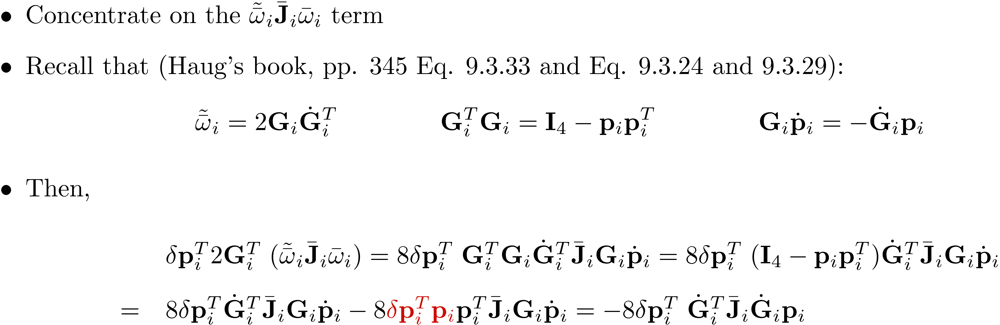 • Concentrate on the $\tilde{\bar{\omega}}_i \bar{\mathbf{J}}_i \bar{\omega}_i$ term
• Recall that (Haug's book, pp. 345 Eq. 9.3.33 and Eq. 9.3.24 and 9.3.29):
$\tilde{\bar{\omega}}_i = 2\mathbf{G}_i \dot{\mathbf{G}}_i^T \qquad \mathbf{G}_i^T \mathbf{G}_i = \mathbf{I}_4 - \mathbf{p}_i \mathbf{p}_i^T \qquad \mathbf{G}_i \dot{\mathbf{p}}_i = -\dot{\mathbf{G}}_i \mathbf{p}_i$
• Then,
$\delta \mathbf{p}_i^T 2 \mathbf{G}_i^T \, (\tilde{\bar{\omega}}_i \bar{\mathbf{J}}_i \bar{\omega}_i) = 8 \delta \mathbf{p}_i^T \, \mathbf{G}_i^T \mathbf{G}_i \dot{\mathbf{G}}_i^T \bar{\mathbf{J}}_i \mathbf{G}_i \dot{\mathbf{p}}_i = 8 \delta \mathbf{p}_i^T \, (\mathbf{I}_4 - \mathbf{p}_i \mathbf{p}_i^T) \dot{\mathbf{G}}_i^T \bar{\mathbf{J}}_i \mathbf{G}_i \dot{\mathbf{p}}_i$
$= \quad 8 \delta \mathbf{p}_i^T \dot{\mathbf{G}}_i^T \bar{\mathbf{J}}_i \mathbf{G}_i \dot{\mathbf{p}}_i - 8 \delta \mathbf{p}_i^T \mathbf{p}_i \mathbf{p}_i^T \bar{\mathbf{J}}_i \mathbf{G}_i \dot{\mathbf{p}}_i = -8 \delta \mathbf{p}_i^T \, \dot{\mathbf{G}}_i^T \bar{\mathbf{J}}_i \dot{\mathbf{G}}_i \mathbf{p}_i$